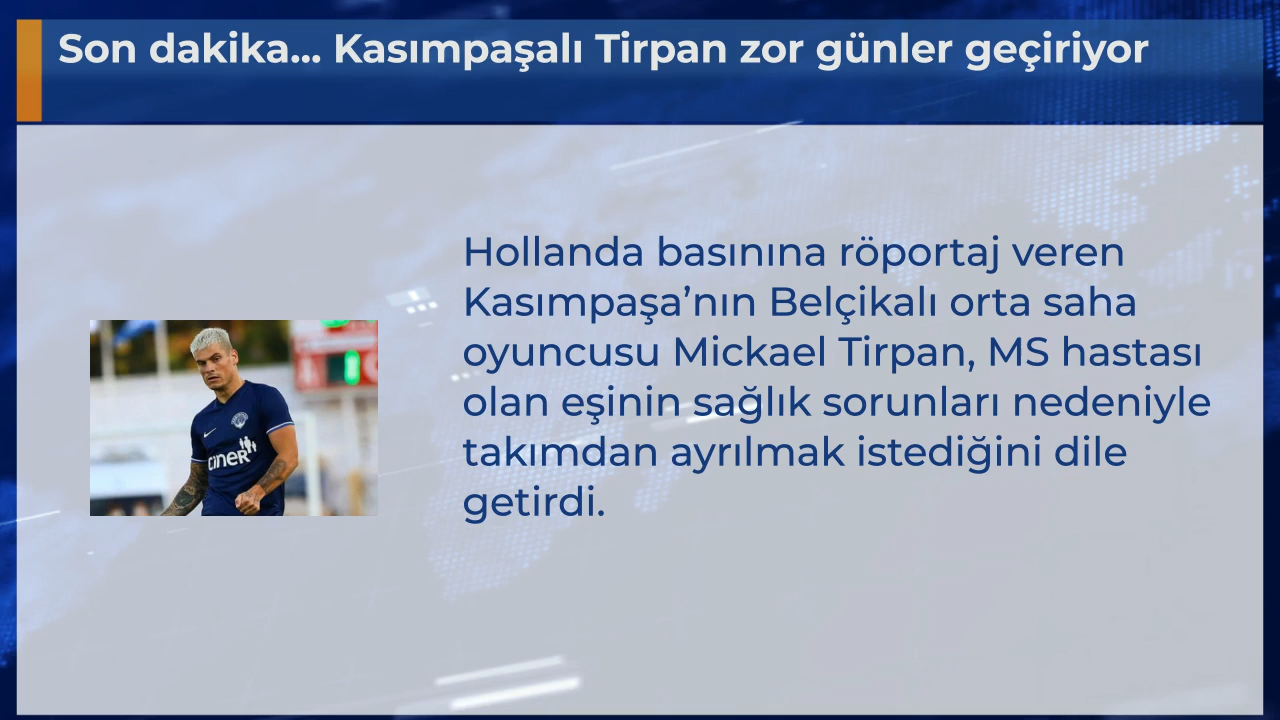 Son dakika... Kasımpaşalı Tirpan zor günler geçiriyor
Hollanda basınına röportaj veren
Kasımpaşa’nın Belçikalı orta saha
oyuncusu Mickael Tirpan, MS hastası
olan eşinin sağlık sorunları nedeniyle
takımdan ayrılmak istediğini dile
getirdi.
ciner